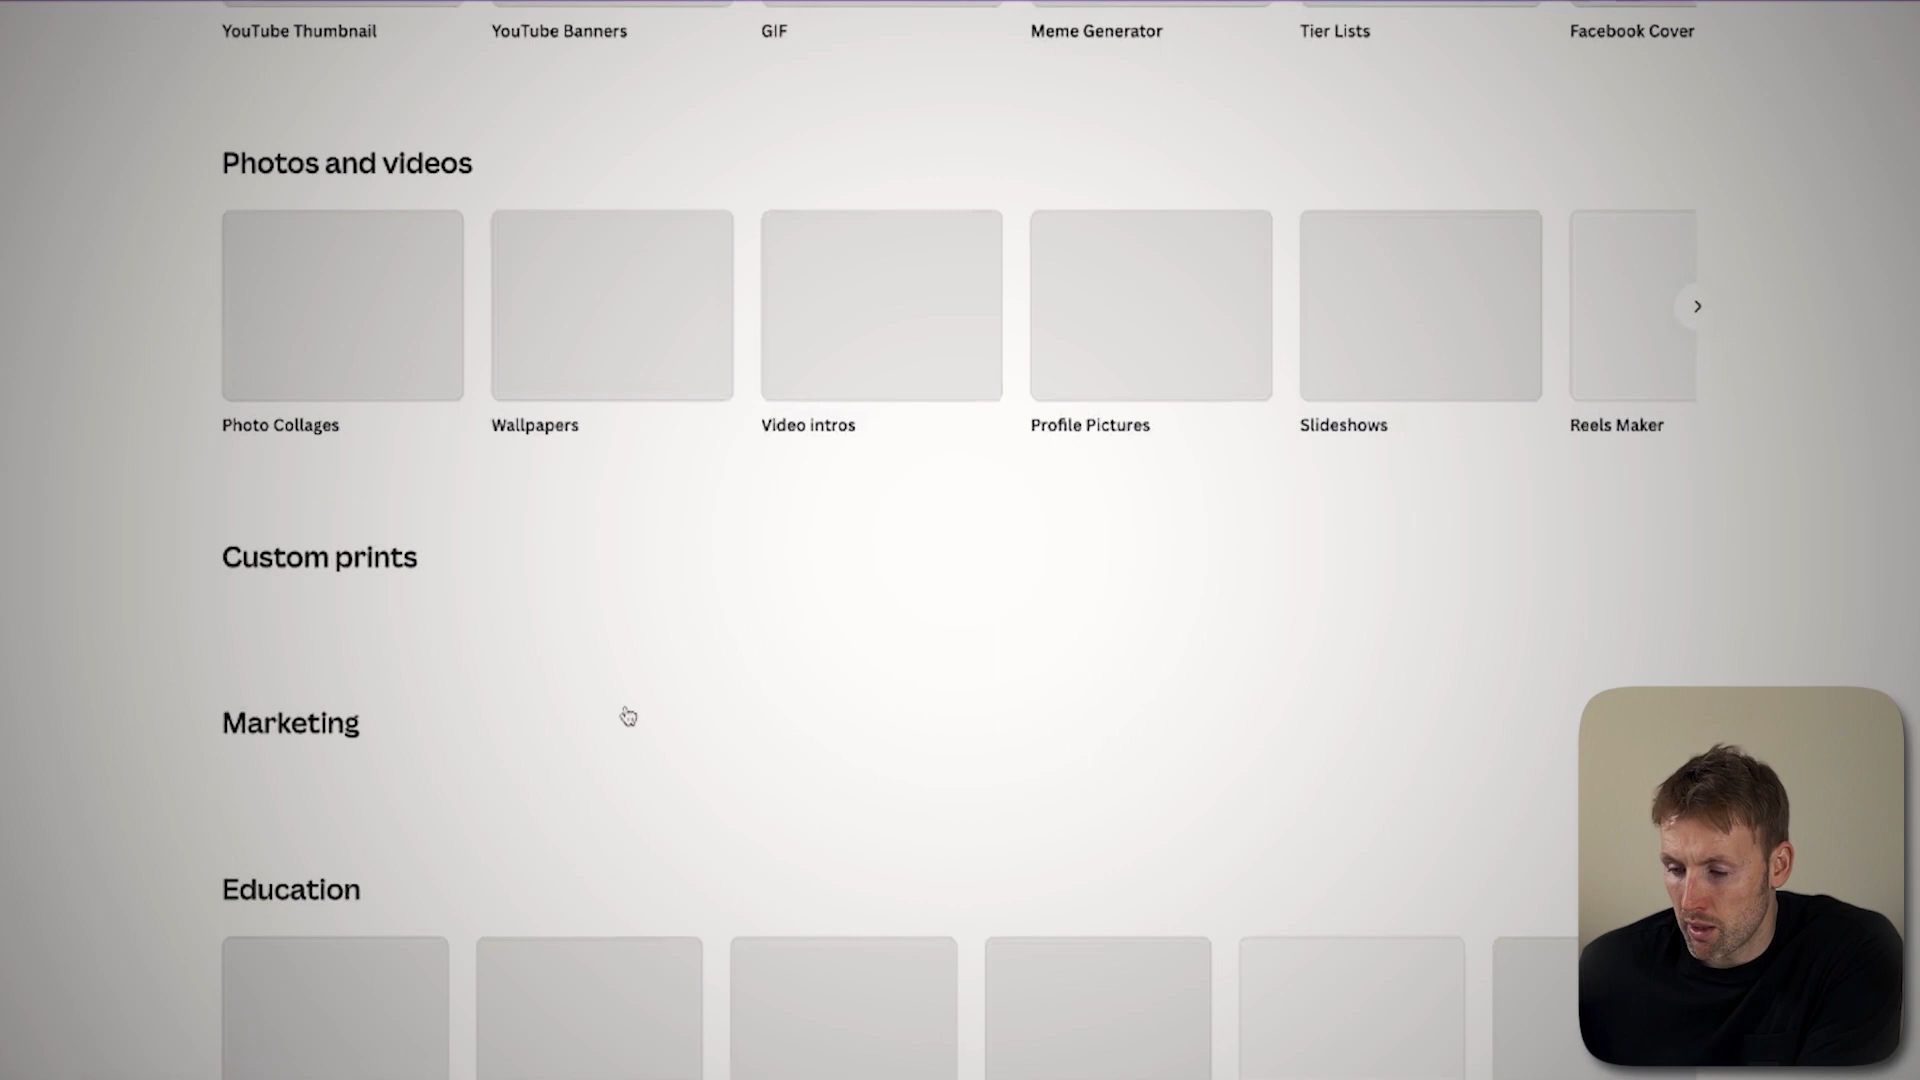 YouTube Thumbnail
YouTube Banners
GIF
Meme Generator
Tier Lists
Facebook Cover
Photos and videos
Photo Collages
Wallpapers
Video intros
Profile Pictures
Slideshows
Reels Maker
Custom prints
Marketing
Education